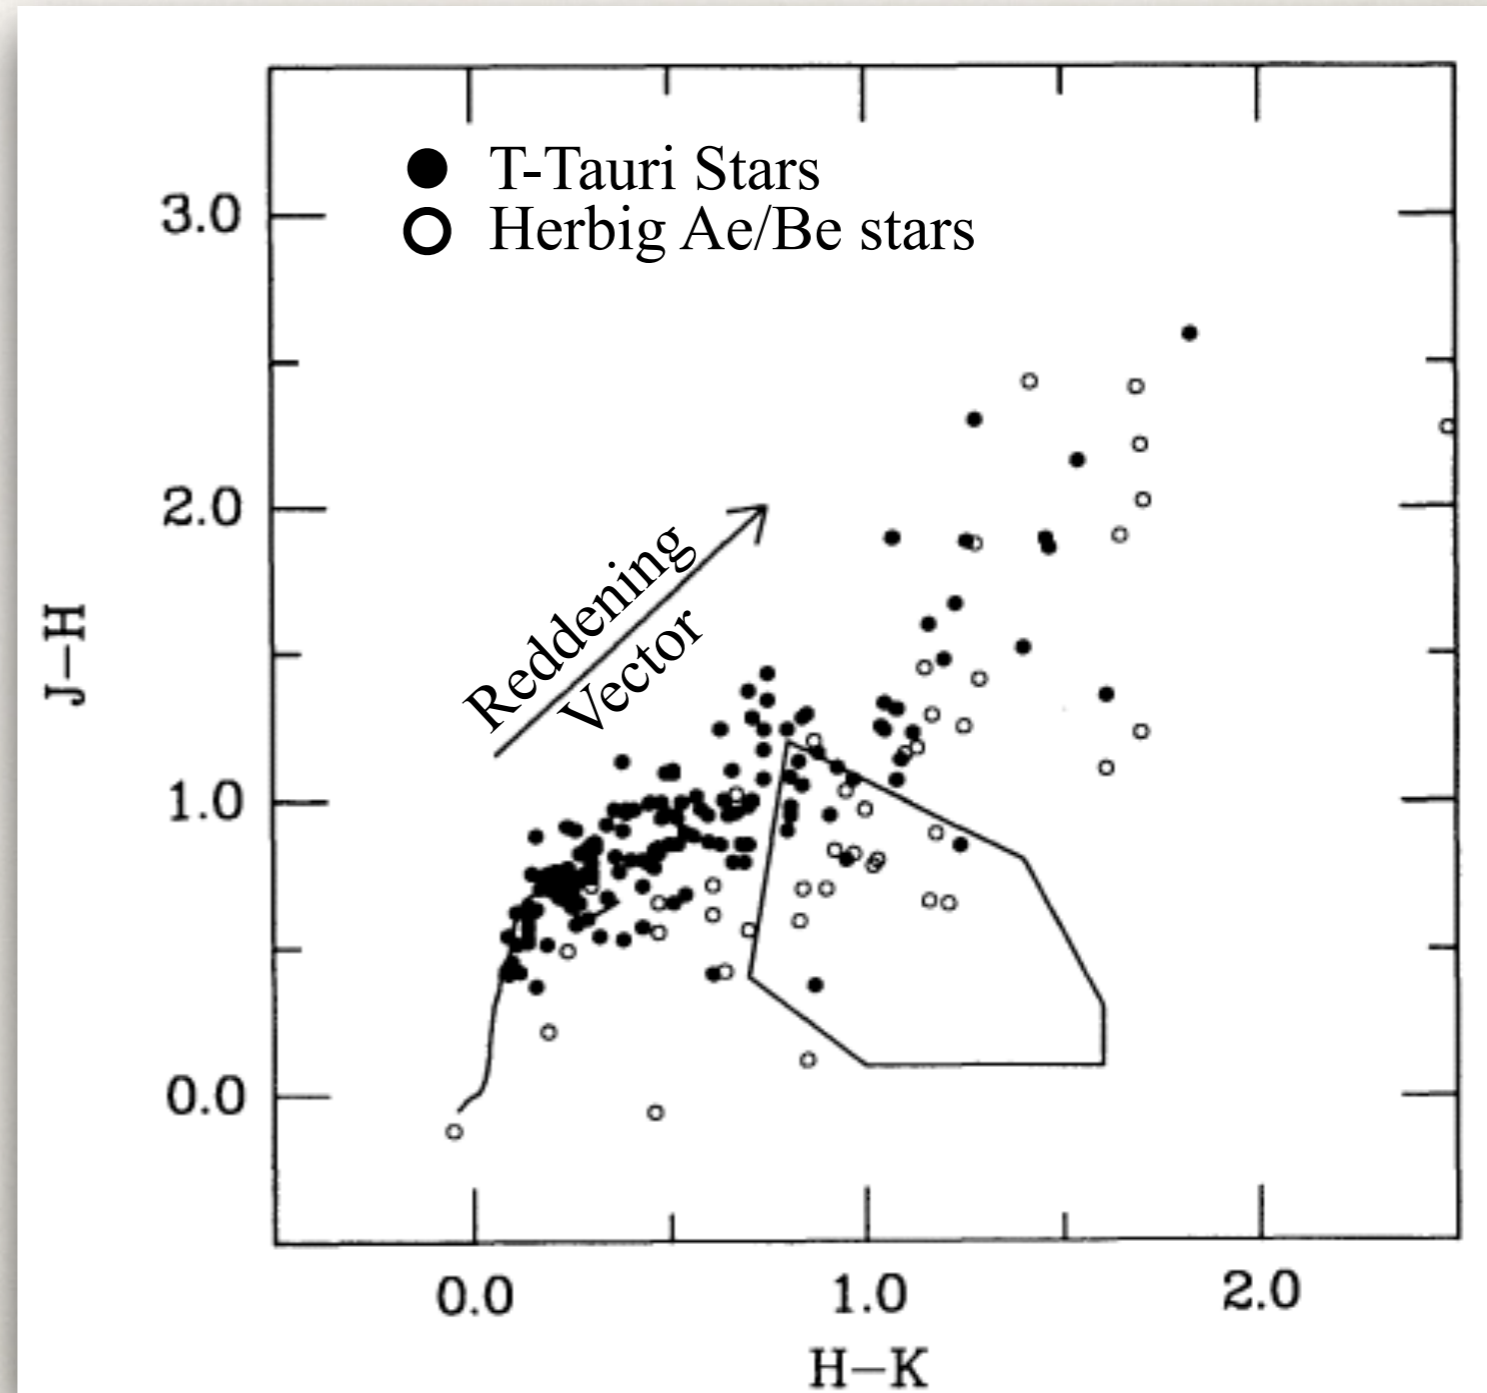 T-Tauri Stars
Herbig Ae/Be stars
3.0
2.0
1.0
0.0
J-H
Reddening
Vector
0.0 1.0 2.0
H-K